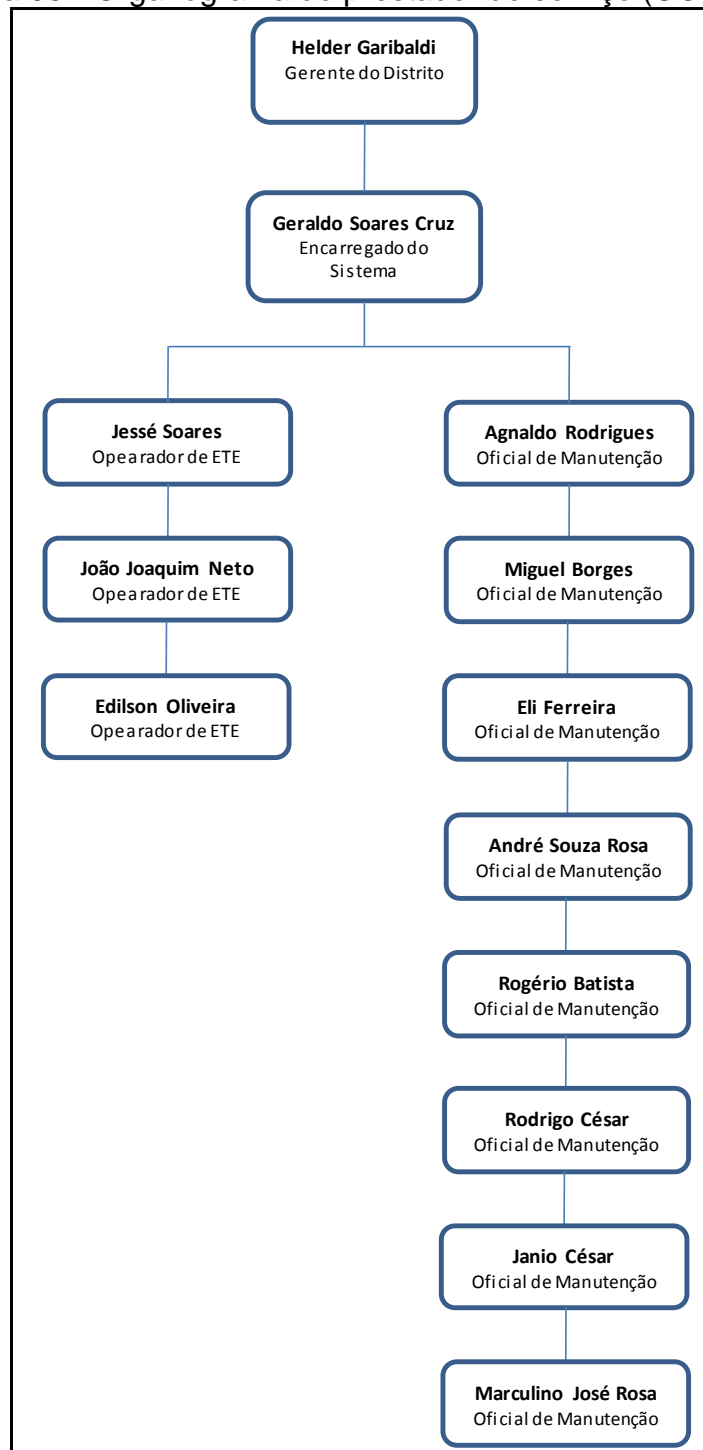 Helder Garibaldi
Gerente do Distrito
Geraldo Soares Cruz
Encarregado do
Sistema
Jessé Soares
Opearador de ETE
João Joaquim Neto
Opearador de ETE
Edilson Oliveira
Opearador de ETE
Agnaldo Rodrigues
Oficial de Manutenção
Miguel Borges
Oficial de Manutenção
Eli Ferreira
Oficial de Manutenção
André Souza Rosa
Oficial de Manutenção
Rogério Batista
Oficial de Manutenção
Rodrigo César
Oficial de Manutenção
Janio César
Oficial de Manutenção
Marculino José Rosa
Oficial de Manutenção